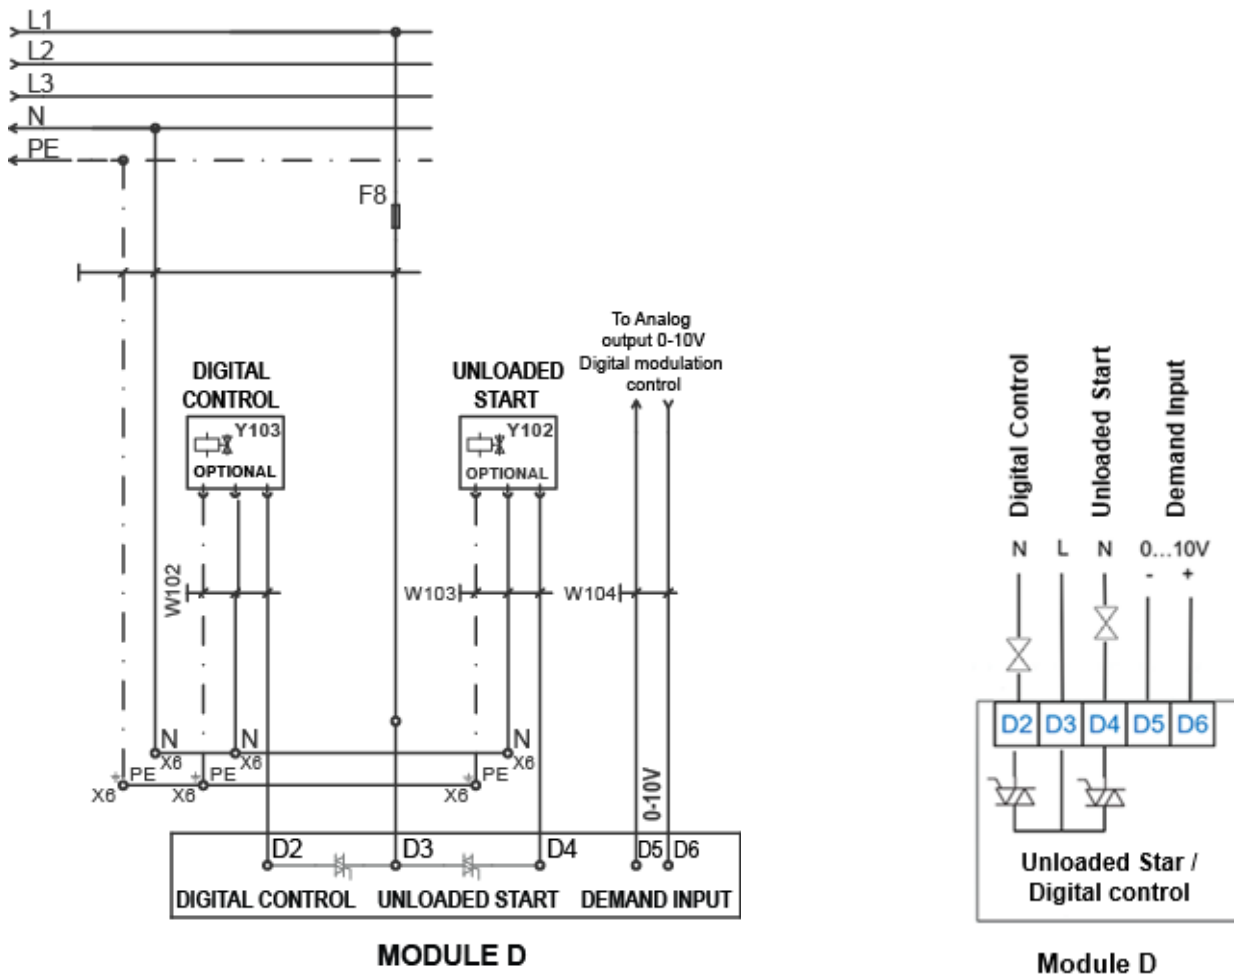 L1
L2
L3
N
PE
F8
To Analog
output 0-10V
Digital modulation
control
DIGITAL
CONTROL
UNLOADED
START
Y103
OPTIONAL
Y102
OPTIONAL
W102
W103
W104
N
X6
N
X6
N
X6
PE
X6
PE
X6
PE
X6
0-10V
D2
D3
D4
D5
D6
DIGITAL CONTROL
UNLOADED START
DEMAND INPUT
MODULE D
Digital Control
Unloaded Start
Demand Input
N
L
N
0...10V
-
+
D2
D3
D4
D5
D6
Unloaded Star /
Digital control
Module D